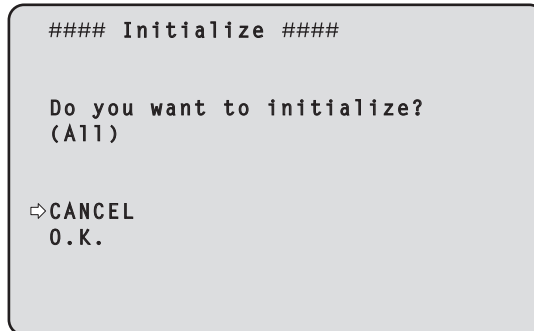 #### Initialize ####
Do you want to initialize?
(All)
⇨CANCEL
O.K.